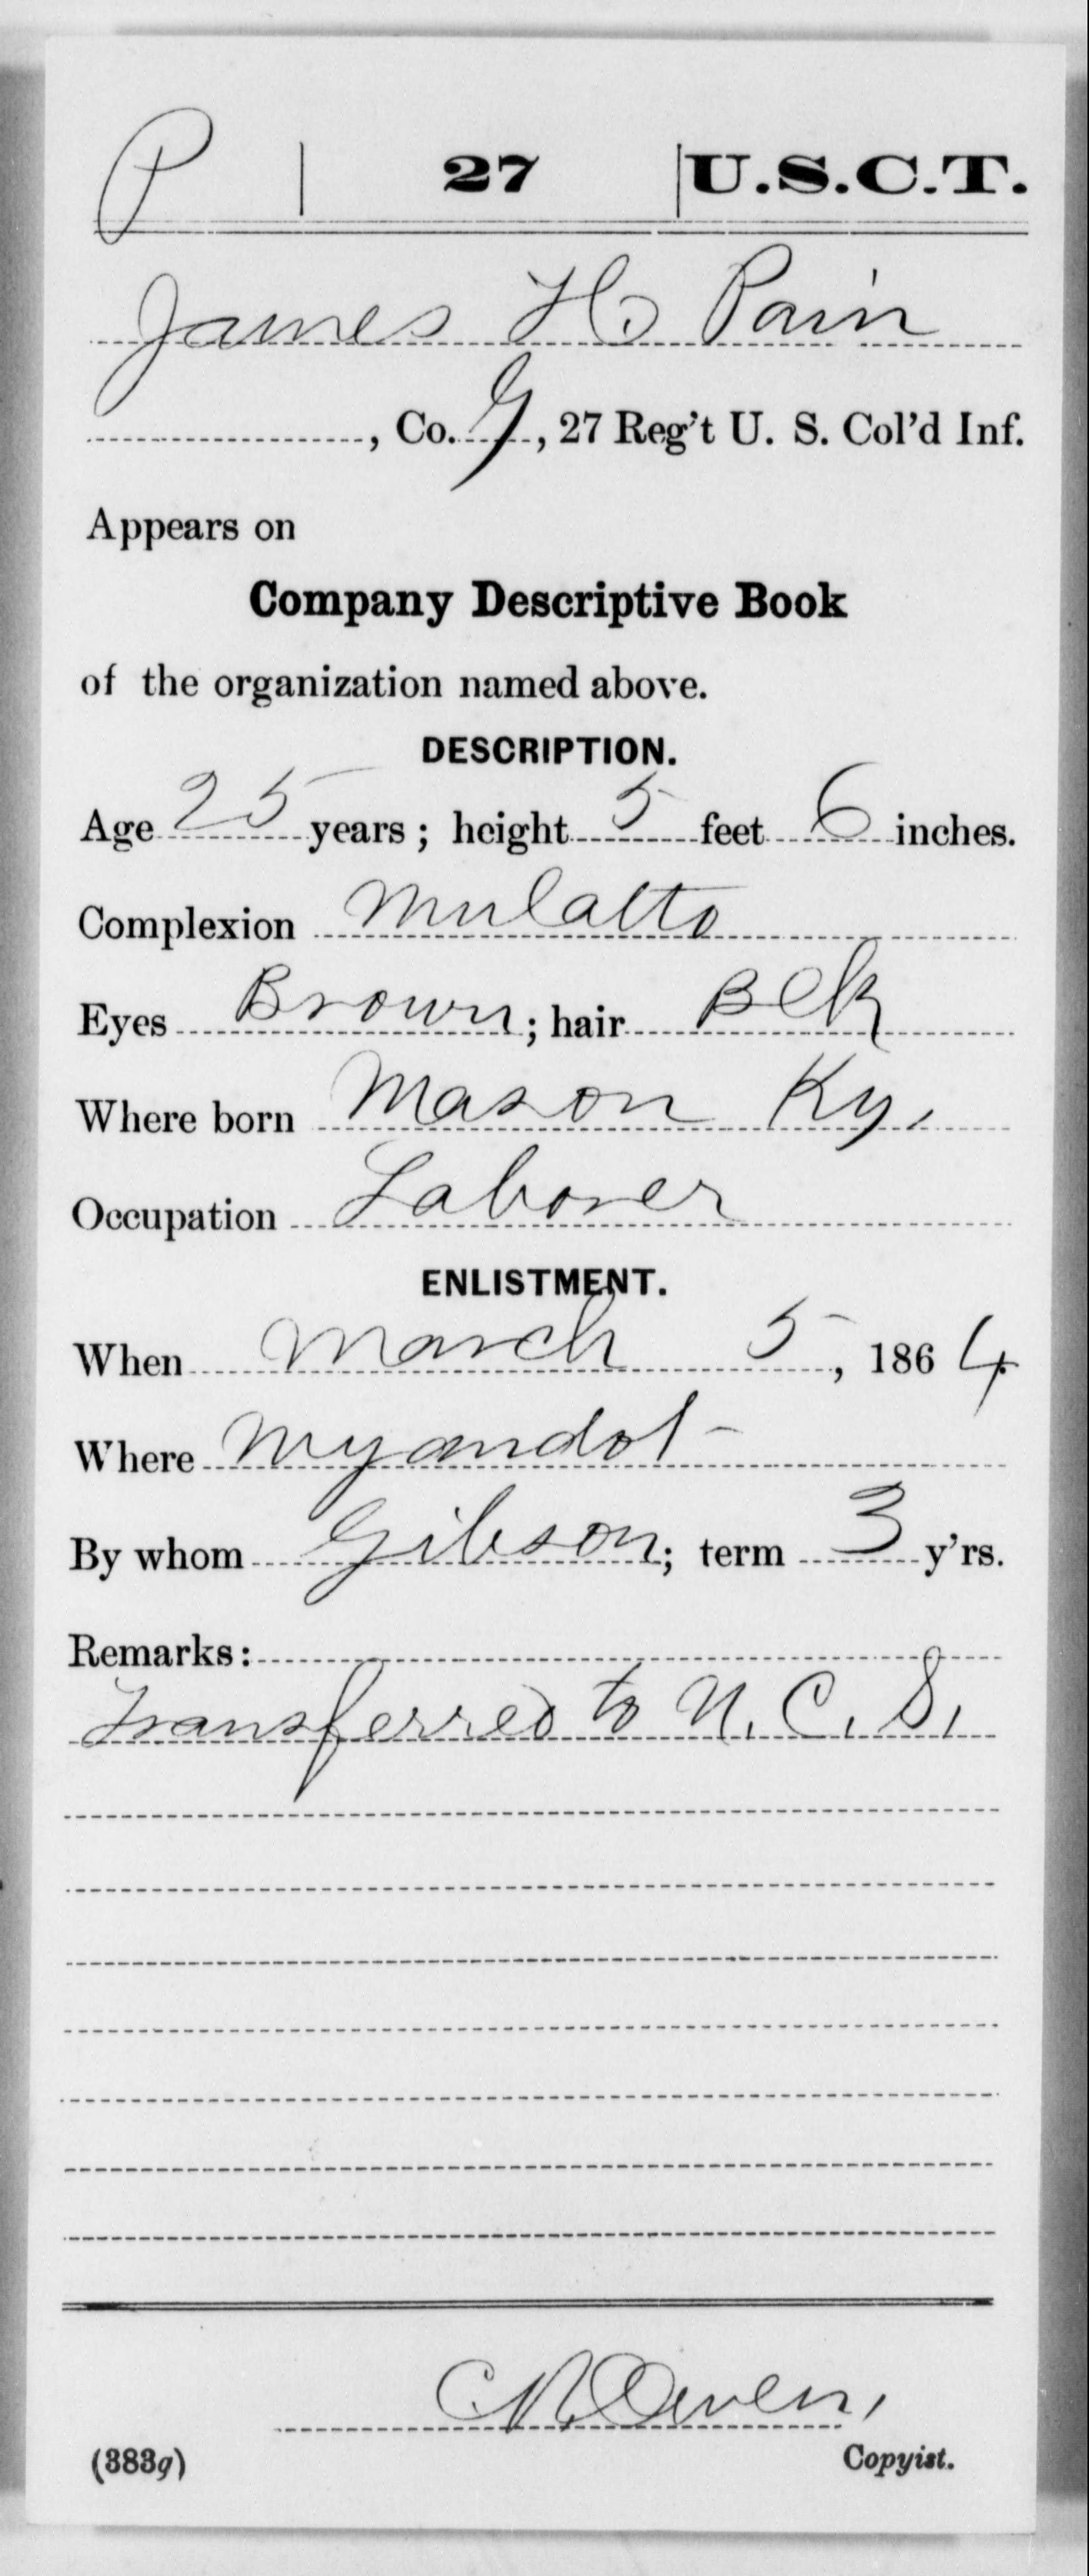 P | 27 | U.S.C.T.
James H. Pain
, Co. G, 27 Reg't U. S. Col'd Inf.
Appears on
Company Descriptive Book
of the organization named above.
DESCRIPTION.
Age 25 years; height 5 feet 6 inches.
Complexion Mulatto
Eyes Brown; hair Blk
Where born Mason Ky.
Occupation Laborer
ENLISTMENT.
When March 5, 1864
Where Wyandot
By whom Gibson; term 3 y'rs.
Remarks:
Transferred to N. C. S.
Owen,
(383g) Copyist.